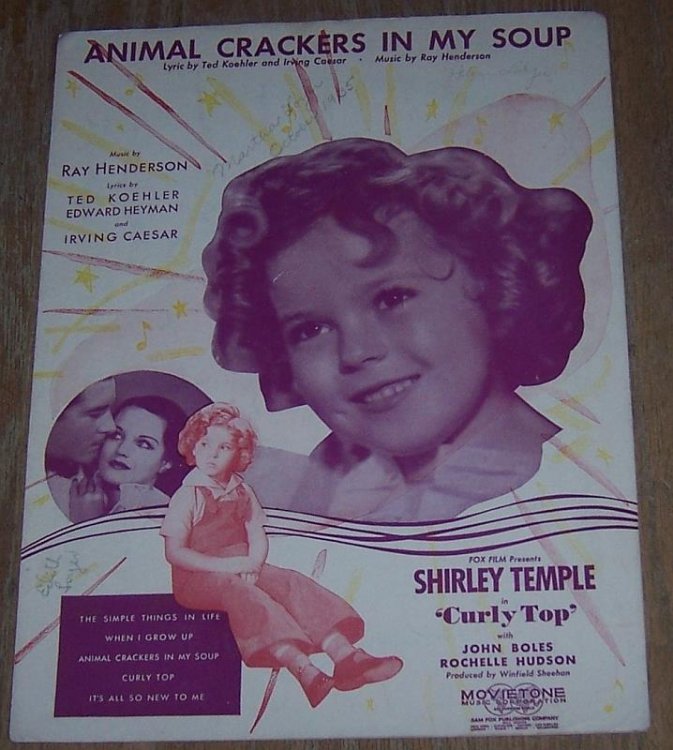 ANIMAL CRACKERS IN MY SOUP
Lyric by Ted Koehler and Irving Caesar · Music by Ray Henderson
Music by
RAY HENDERSON
Lyrics by
TED KOEHLER
EDWARD HEYMAN
and
IRVING CAESAR
October 1935
Edith
THE SIMPLE THINGS IN LIFE
WHEN I GROW UP
ANIMAL CRACKERS IN MY SOUP
CURLY TOP
IT'S ALL SO NEW TO ME
FOX FILM Presents
SHIRLEY TEMPLE
in
'Curly Top'
with
JOHN BOLES
ROCHELLE HUDSON
Produced by Winfield Sheehan
MOVIETONE
MUSIC CORPORATION
SAM FOX PUBLISHING COMPANY